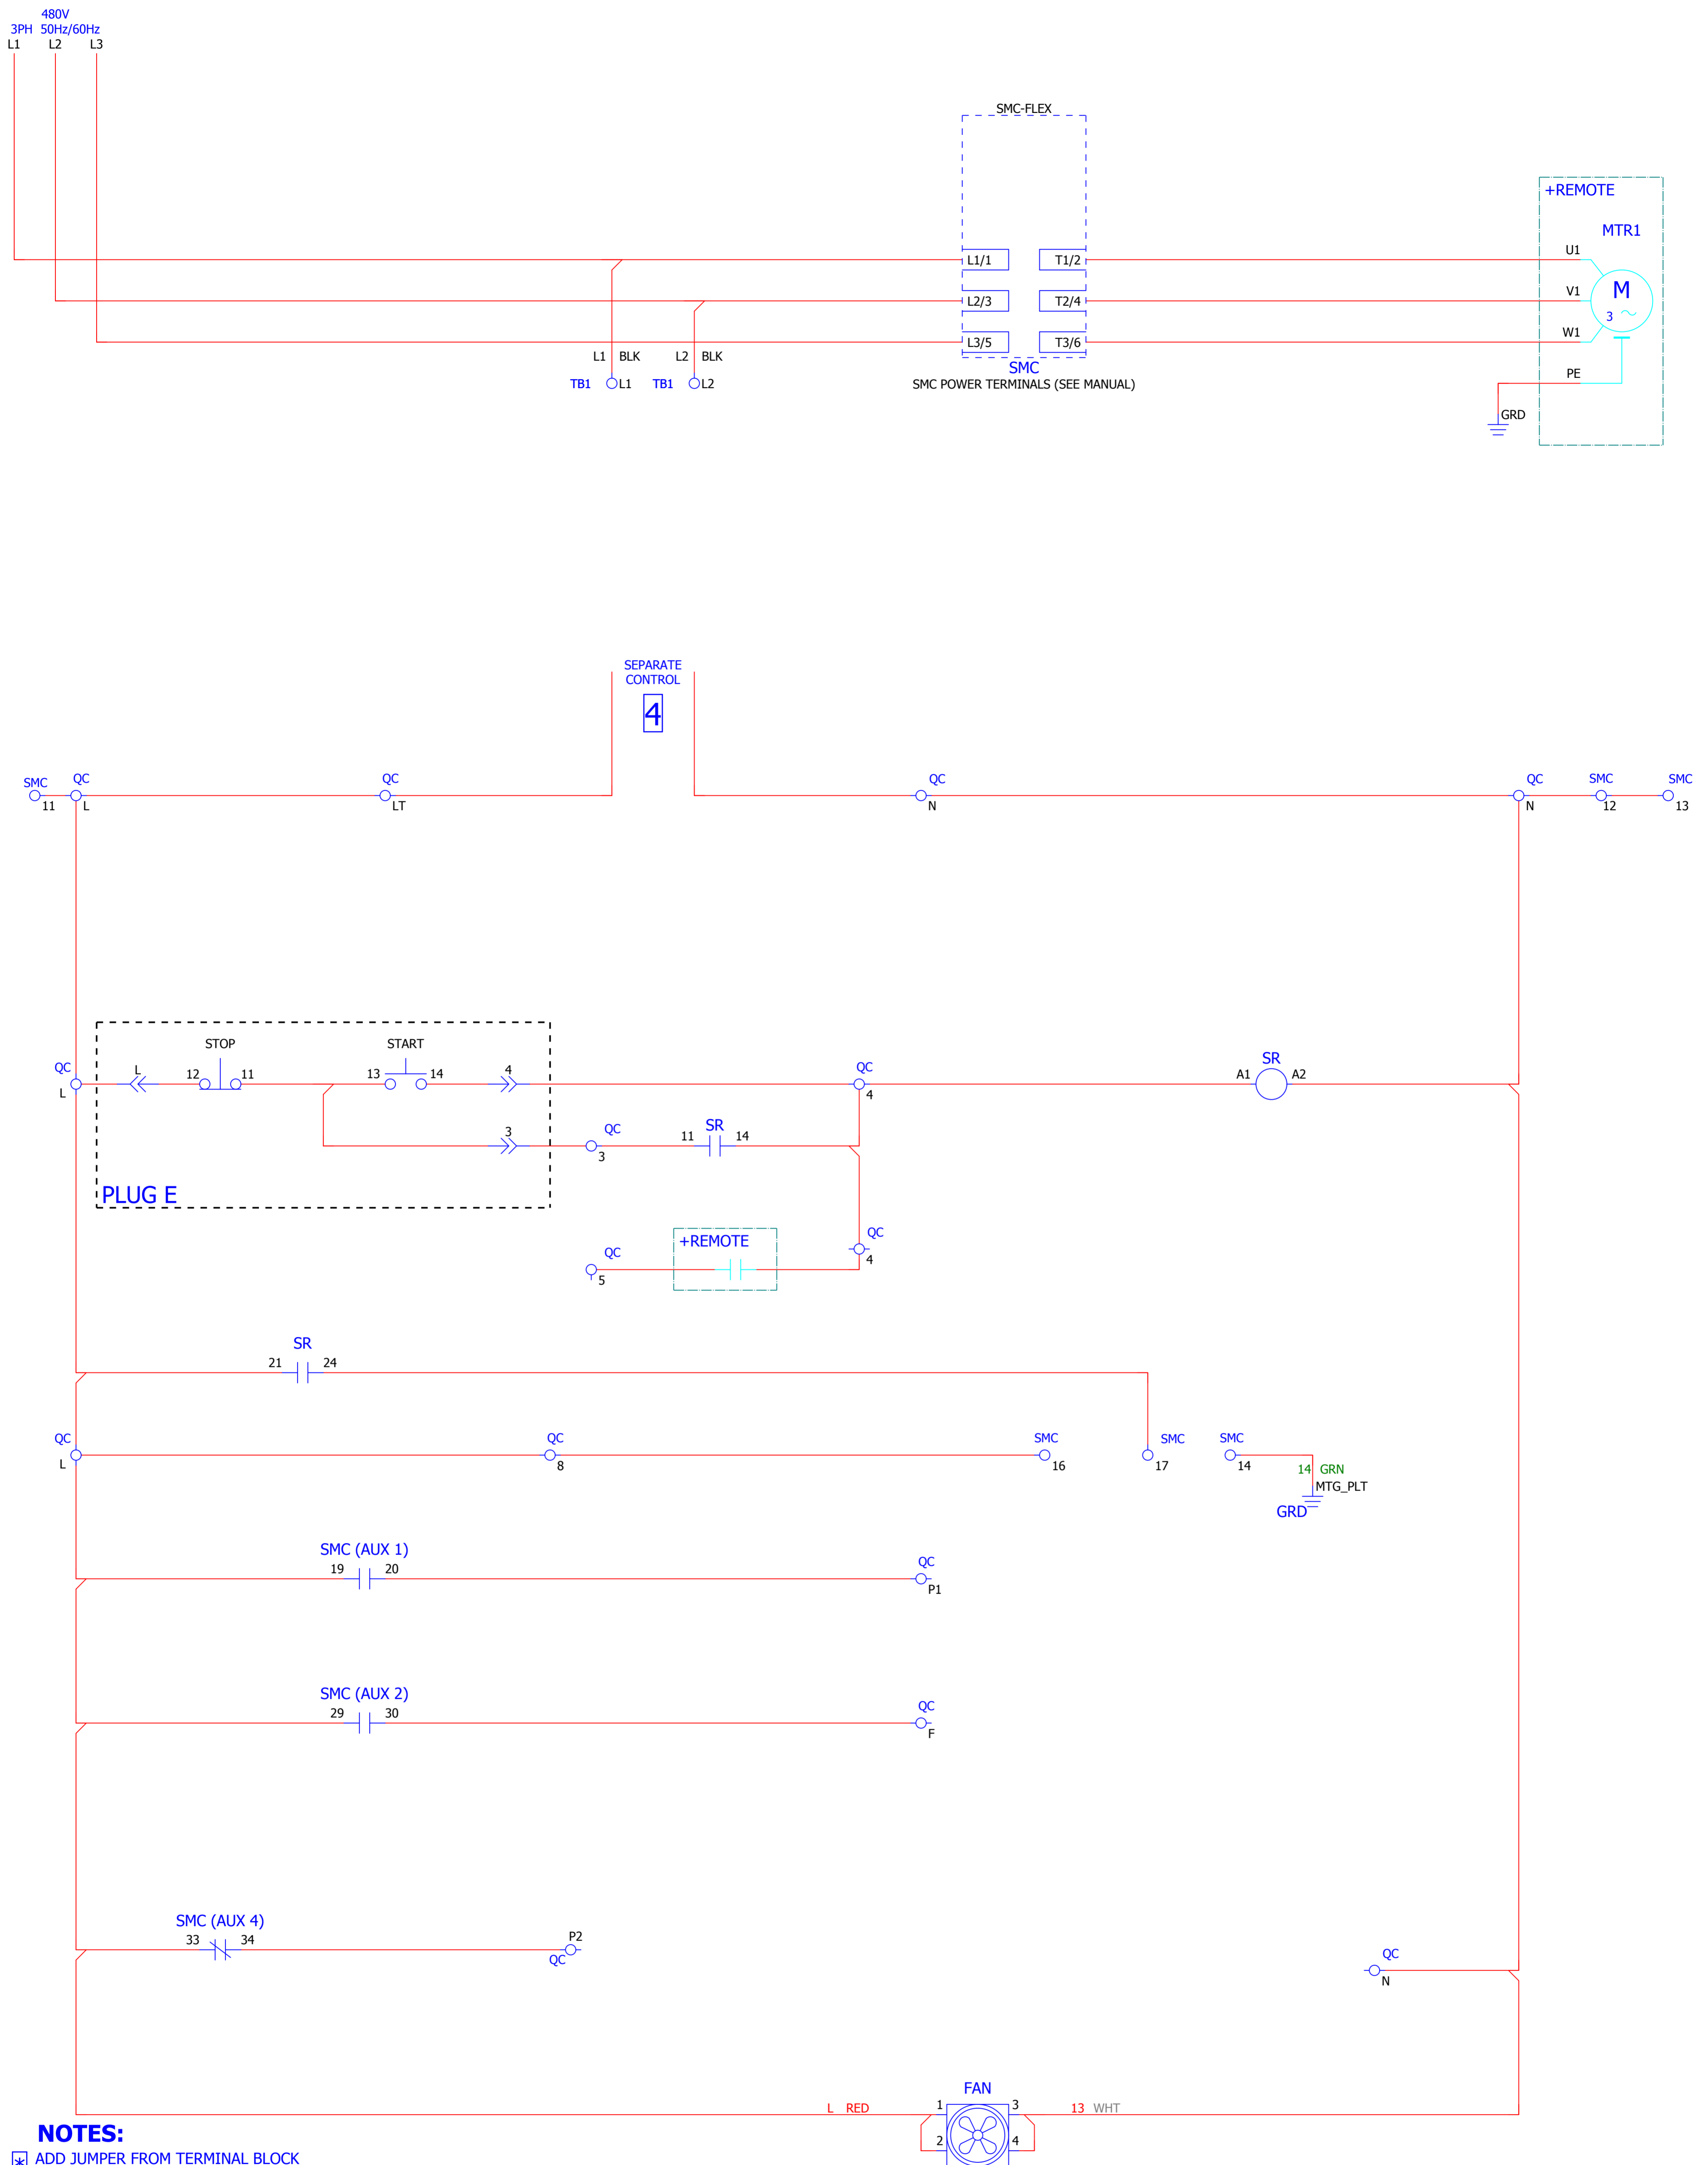 480V
3PH 50Hz/60Hz
L1 L2 L3
SMC-FLEX
+REMOTE
MTR1
L1/1 T1/2 U1
L2/3 T2/4 V1
M
3
L3/5 T3/6 W1
L1 BLK L2 BLK
SMC
TB1 L1 TB1 L2
SMC POWER TERMINALS (SEE MANUAL)
PE
GRD
SEPARATE
CONTROL
4
SMC QC QC QC QC SMC SMC
11 L LT N N 12 13
STOP START
QC L 12 11 13 14 4 QC SR
L 4 A1 A2
3 QC 11 SR 14
3
PLUG E
+REMOTE QC
QC 4
5
SR
21 24
QC QC SMC SMC SMC
L 8 16 17 14
14 GRN
MTG_PLT
GRD
SMC (AUX 1)
19 20 QC
P1
SMC (AUX 2)
29 30 QC
F
SMC (AUX 4)
33 34 P2
QC
QC
N
FAN
L RED 1 3 13 WHT
2 4
NOTES:
* ADD JUMPER FROM TERMINAL BLOCK